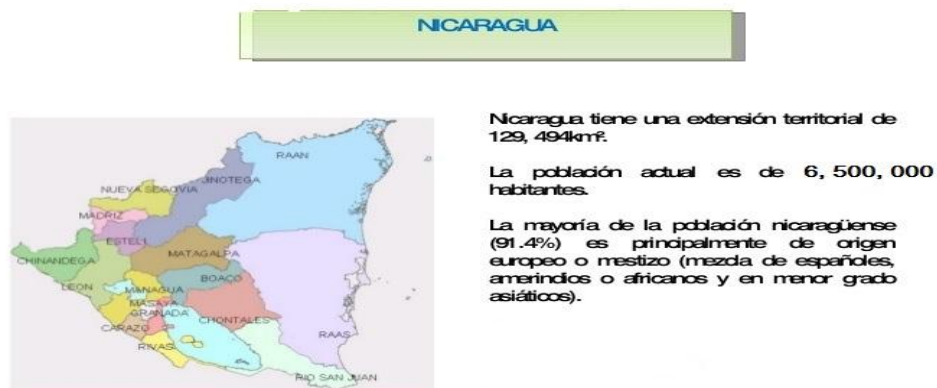 NICARAGUA
Nicaragua tiene una extensión territorial de
129, 494km².
La población actual es de 6, 500, 000
habitantes.
La mayoría de la población nicaragüense
(91.4%) es principalmente de origen
europeo o mestizo (mezcla de españoles,
amerindios o africanos y en menor grado
asiáticos).
RAAN
JINOTEGA
NUEVA SEGOVIA
MADRIZ
ESTELI
MATAGALPA
CHINANDEGA
BOACO
LEON
MANAGUA
MASAYA
GRANADA
CHONTALES
CARAZO
RAAS
RIVAS
RIO SAN JUAN